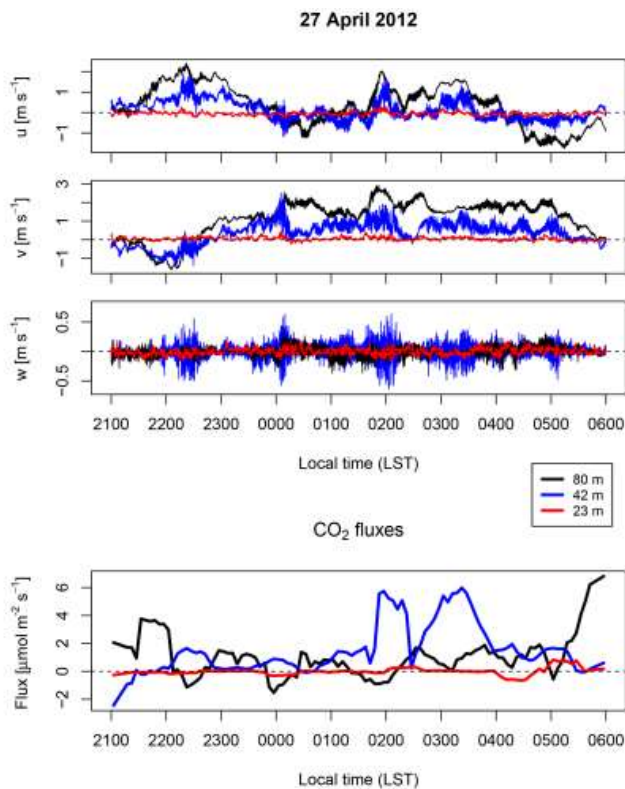 27 April 2012
u [m s⁻¹]
1
−1
v [m s⁻¹]
3
1
−1
w [m s⁻¹]
0.5
−0.5
2100 2200 2300 0000 0100 0200 0300 0400 0500 0600
Local time (LST)
80 m
42 m
23 m
CO₂ fluxes
Flux [μmol m⁻² s⁻¹]
6
4
2
0
−2
2100 2200 2300 0000 0100 0200 0300 0400 0500 0600
Local time (LST)